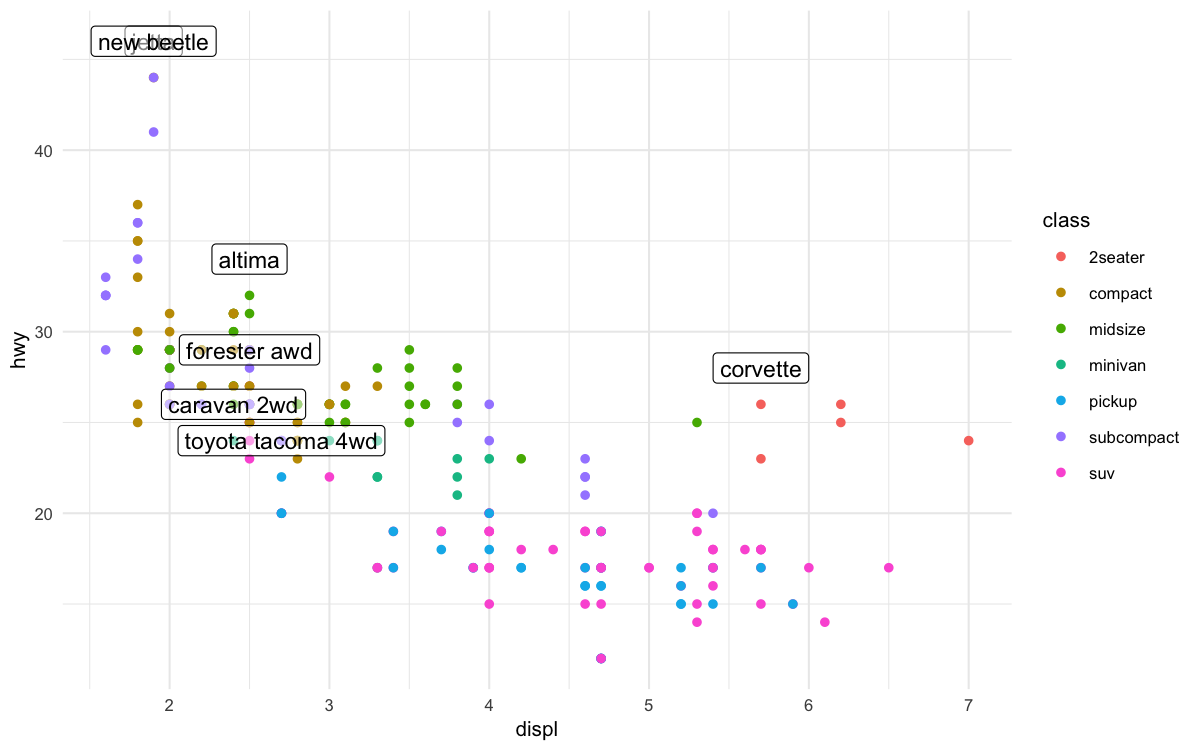 new beetle
jetta
altima
forester awd
caravan 2wd
toyota tacoma 4wd
corvette
hwy
40
30
20
2
3
4
5
6
7
displ
class
2seater
compact
midsize
minivan
pickup
subcompact
suv